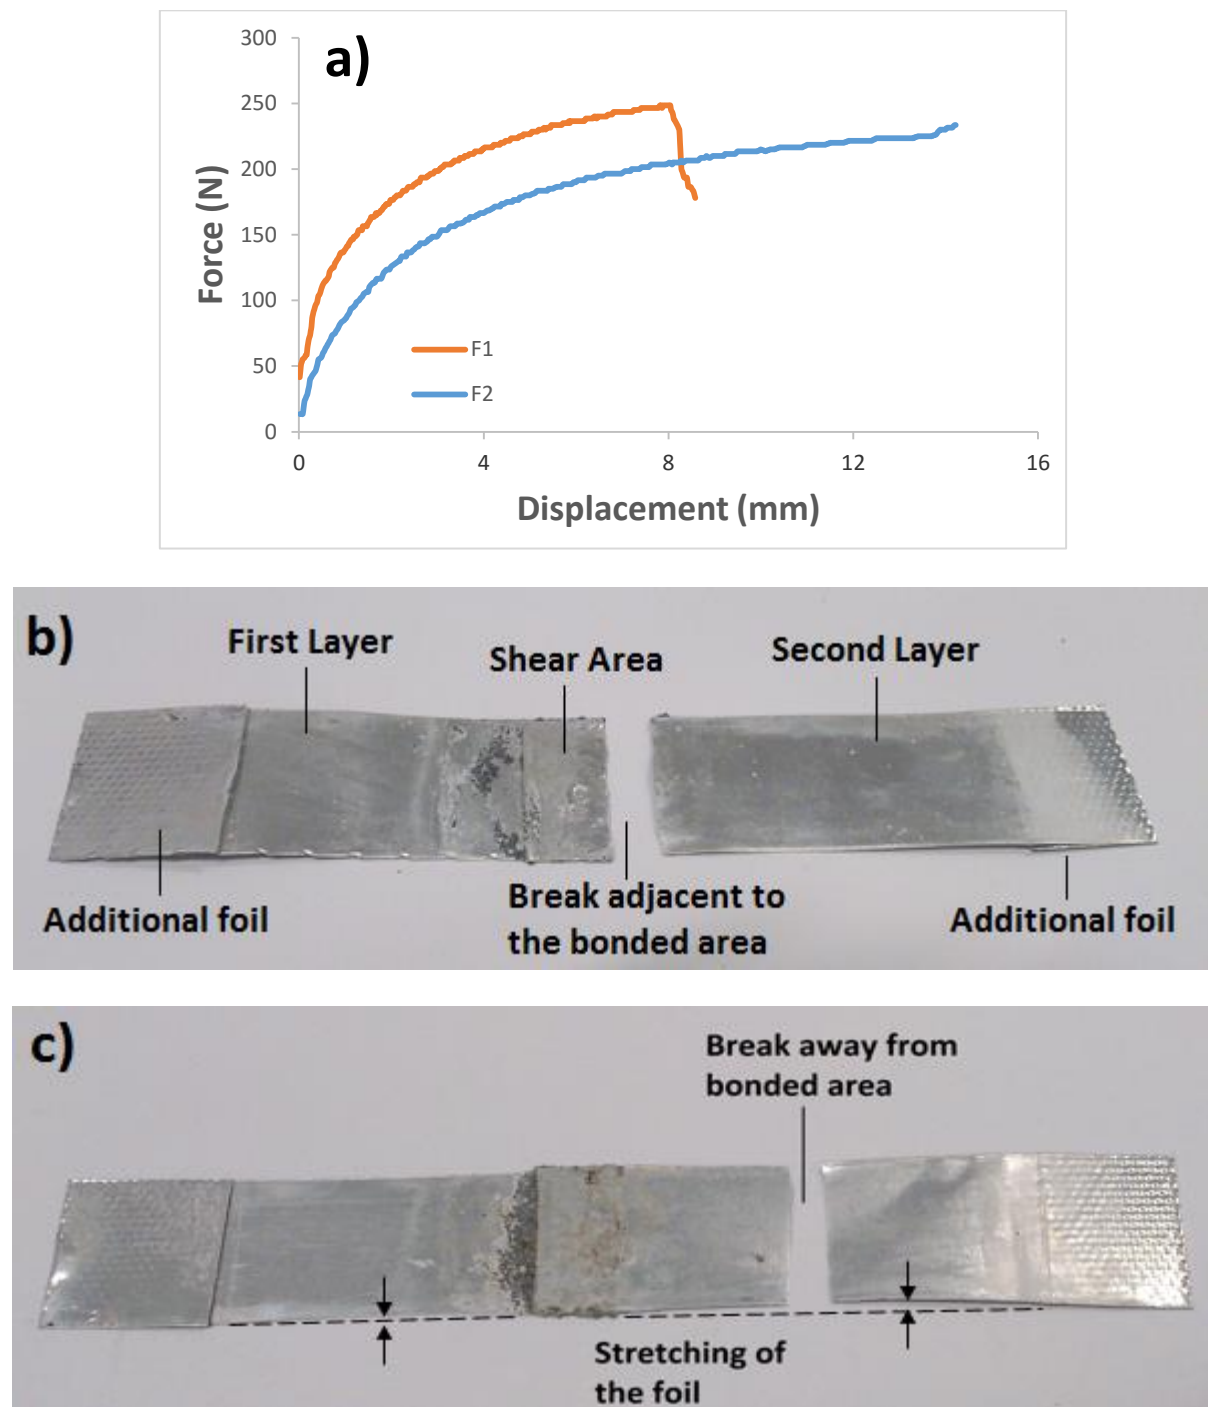 a)
300
250
200
150
100
50
0
Force (N)
F1
F2
0 4 8 12 16
Displacement (mm)
b)
First Layer
Shear Area
Second Layer
Additional foil
Break adjacent to
the bonded area
Additional foil
c)
Break away from
bonded area
Stretching of
the foil